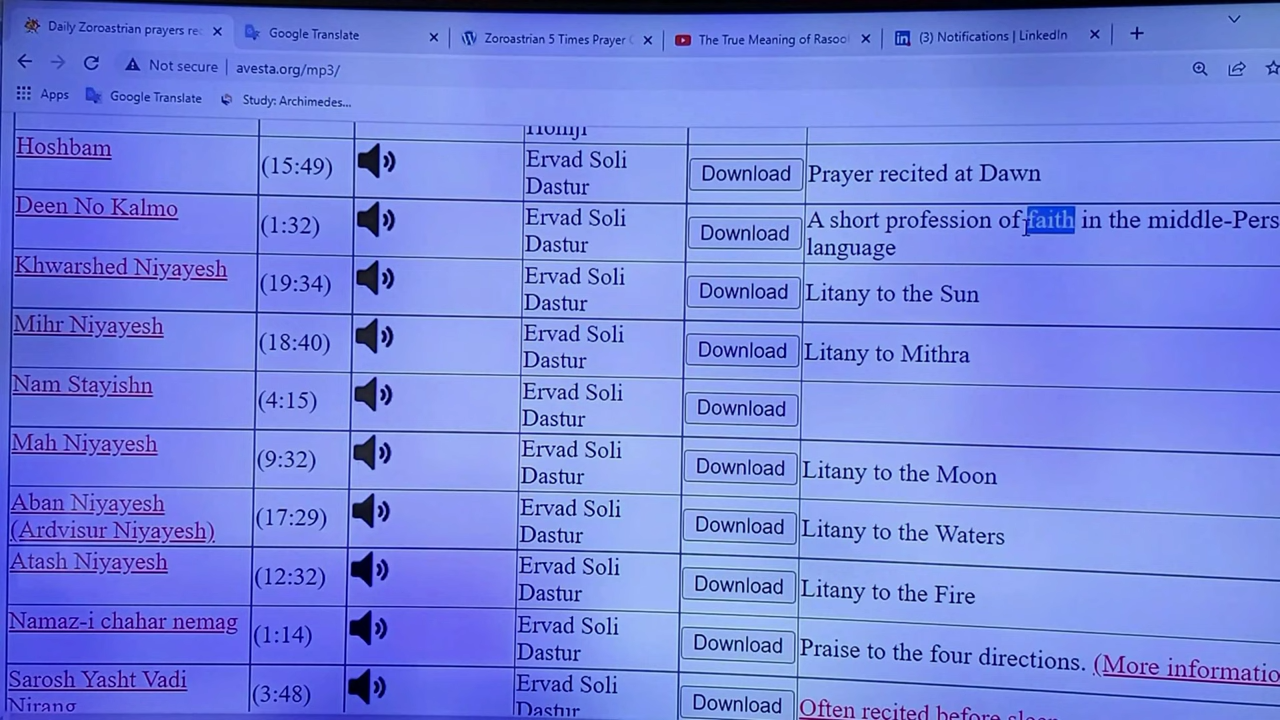 Daily Zoroastrian prayers re
Google Translate
Zoroastrian 5 Times Prayer
The True Meaning of Rasool
(3) Notifications | LinkedIn
Not secure | avesta.org/mp3/
Apps Google Translate Study: Archimedes...
Hoshbam (15:49) Ervad Soli Dastur Download Prayer recited at Dawn
Deen No Kalmo (1:32) Ervad Soli Dastur Download A short profession of faith in the middle-Pers
language
Khwarshed Niyayesh (19:34) Ervad Soli Dastur Download Litany to the Sun
Mihr Niyayesh (18:40) Ervad Soli Dastur Download Litany to Mithra
Nam Stayishn (4:15) Ervad Soli Dastur Download
Mah Niyayesh (9:32) Ervad Soli Dastur Download Litany to the Moon
Aban Niyayesh
(Ardvisur Niyayesh) (17:29) Ervad Soli Dastur Download Litany to the Waters
Atash Niyayesh (12:32) Ervad Soli Dastur Download Litany to the Fire
Namaz-i chahar nemag (1:14) Ervad Soli Dastur Download Praise to the four directions. (More informatio
Sarosh Yasht Vadi
Nirang (3:48) Ervad Soli Dastur Download Often recited before sleep